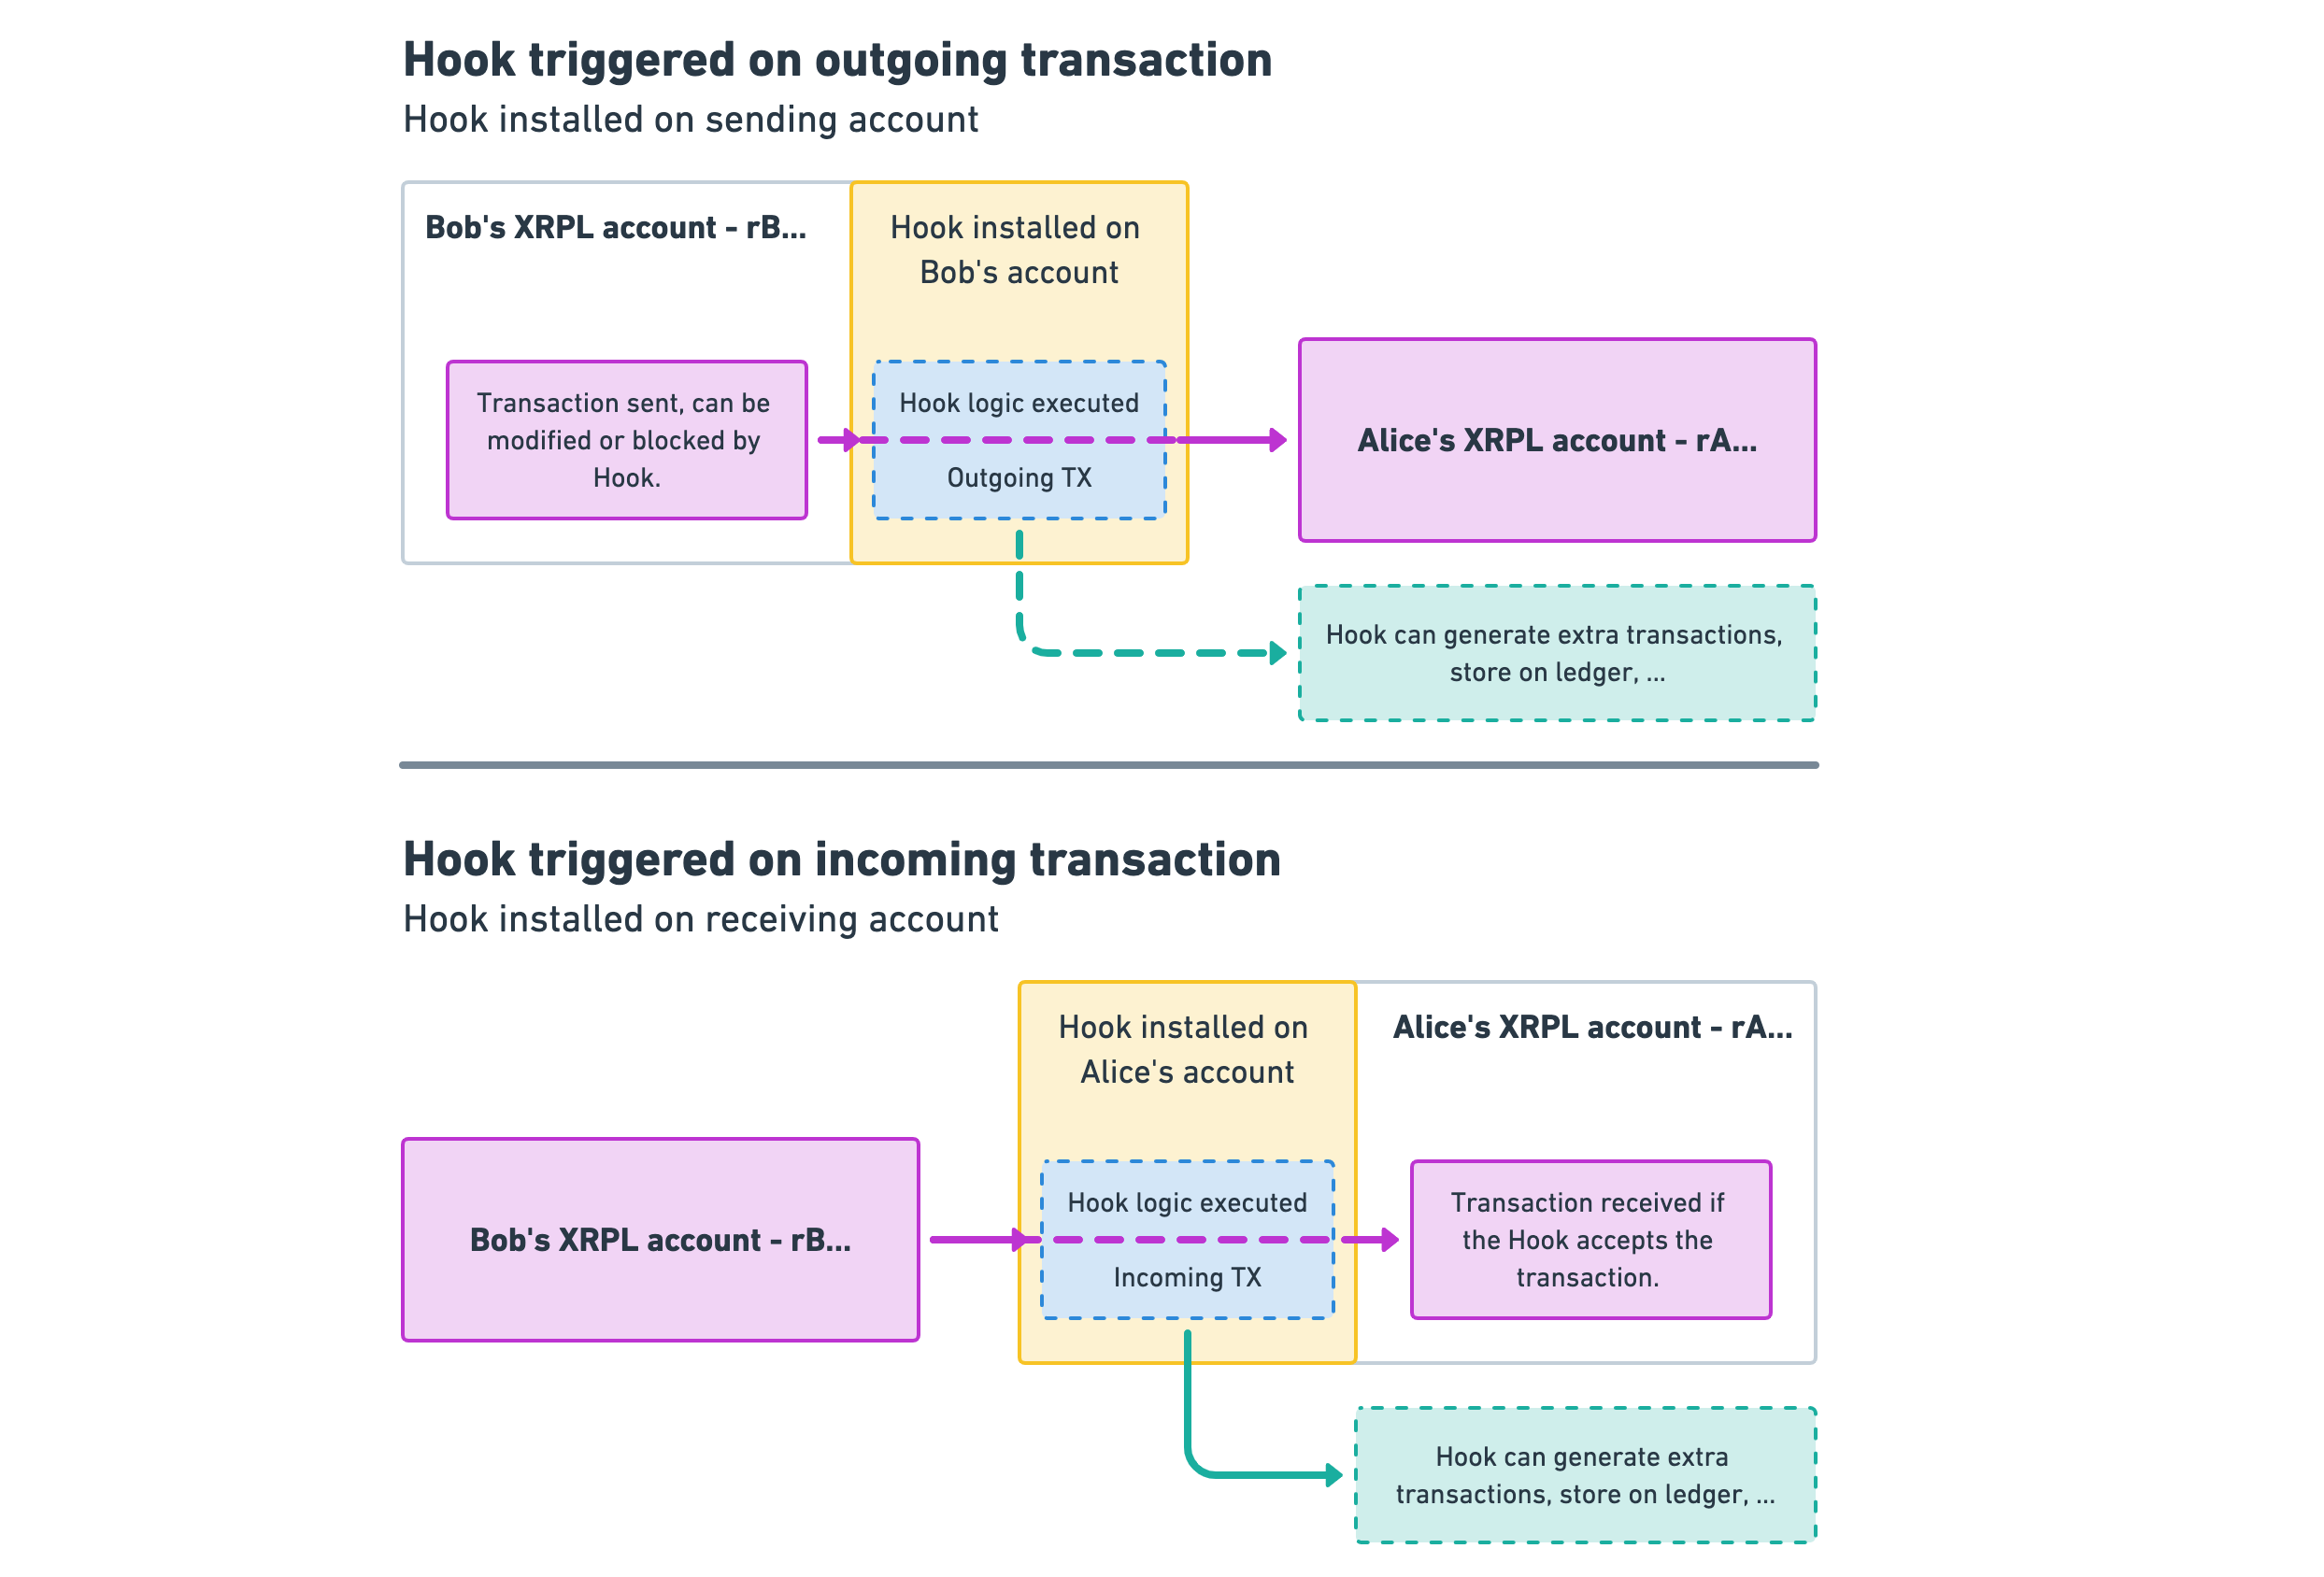 Hook triggered on outgoing transaction
Hook installed on sending account
Bob's XRPL account - rB...
Hook installed on
Bob's account
Transaction sent, can be
modified or blocked by
Hook.
Hook logic executed
Outgoing TX
Alice's XRPL account - rA...
Hook can generate extra transactions,
store on ledger, ...
Hook triggered on incoming transaction
Hook installed on receiving account
Hook installed on
Alice's account
Alice's XRPL account - rA...
Bob's XRPL account - rB...
Hook logic executed
Incoming TX
Transaction received if
the Hook accepts the
transaction.
Hook can generate extra
transactions, store on ledger, ...